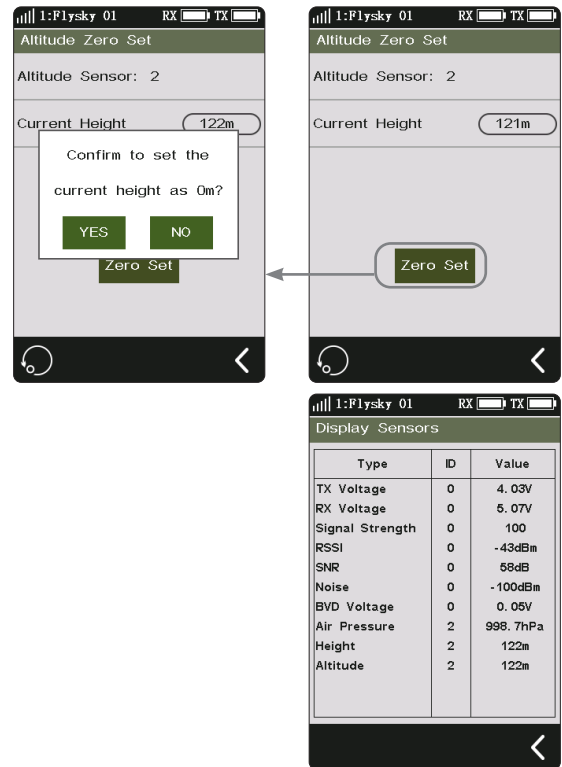 1:Flysky 01 RX TX
Altitude Zero Set
Altitude Sensor: 2
Current Height 122m
Confirm to set the
current height as 0m?
YES NO
Zero Set
1:Flysky 01 RX TX
Altitude Zero Set
Altitude Sensor: 2
Current Height 121m
Zero Set
1:Flysky 01 RX TX
Display Sensors
Type ID Value
TX Voltage 0 4.03V
RX Voltage 0 5.07V
Signal Strength 0 100
RSSI 0 -43dBm
SNR 0 58dB
Noise 0 -100dBm
BVD Voltage 0 0.05V
Air Pressure 2 998.7hPa
Height 2 122m
Altitude 2 122m